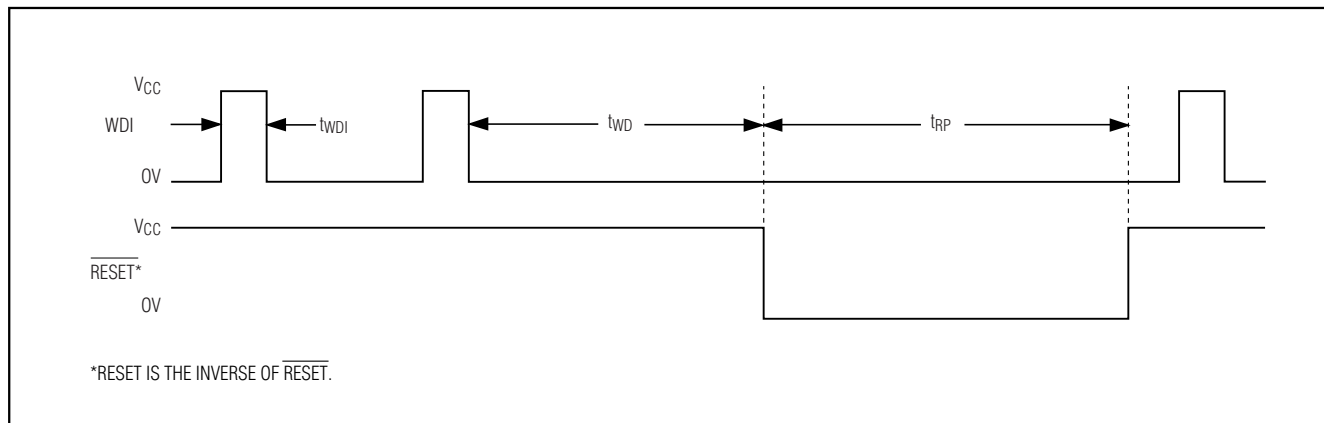 VCC
WDI
tWDI
tWD
tRP
0V
VCC
RESET*
0V
*RESET IS THE INVERSE OF RESET.